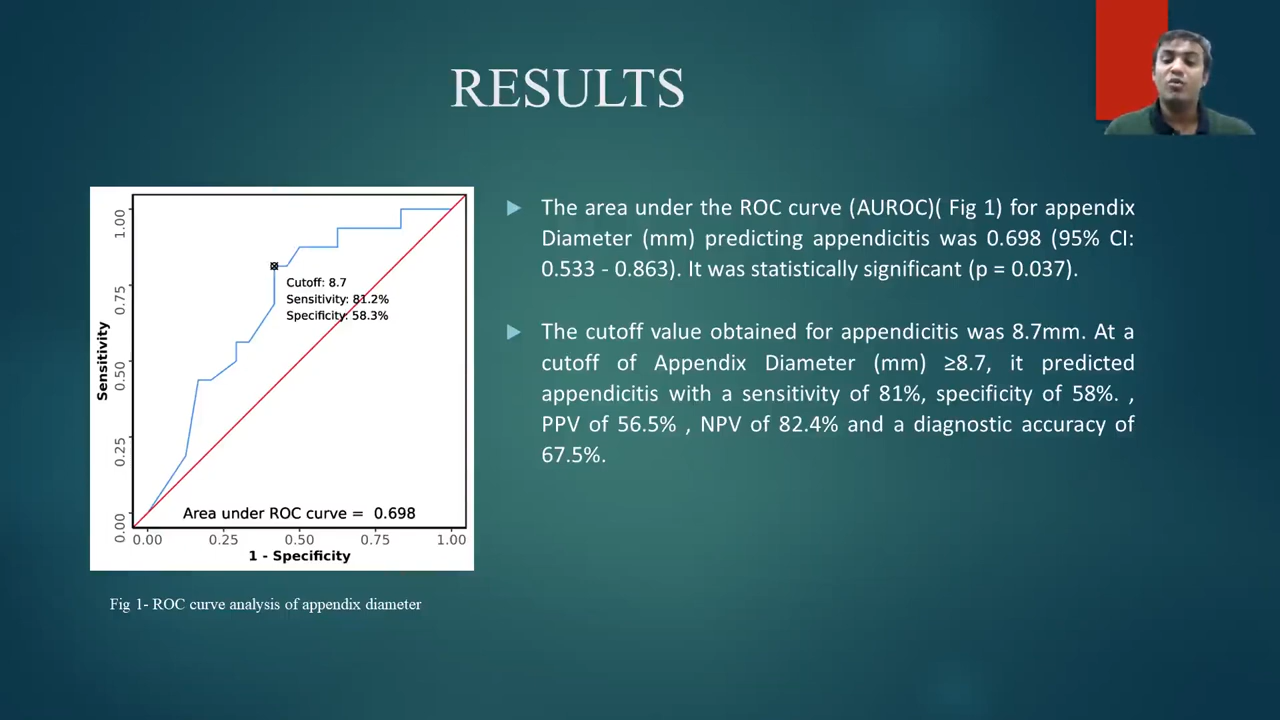 RESULTS
1.00
0.75
0.50
0.25
0.00
Sensitivity
Cutoff: 8.7
Sensitivity: 81.2%
Specificity: 58.3%
Area under ROC curve = 0.698
0.00 0.25 0.50 0.75 1.00
1 - Specificity
Fig 1- ROC curve analysis of appendix diameter
The area under the ROC curve (AUROC)( Fig 1) for appendix
Diameter (mm) predicting appendicitis was 0.698 (95% CI:
0.533 - 0.863). It was statistically significant (p = 0.037).
The cutoff value obtained for appendicitis was 8.7mm. At a
cutoff of Appendix Diameter (mm) ≥8.7, it predicted
appendicitis with a sensitivity of 81%, specificity of 58%. ,
PPV of 56.5% , NPV of 82.4% and a diagnostic accuracy of
67.5%.